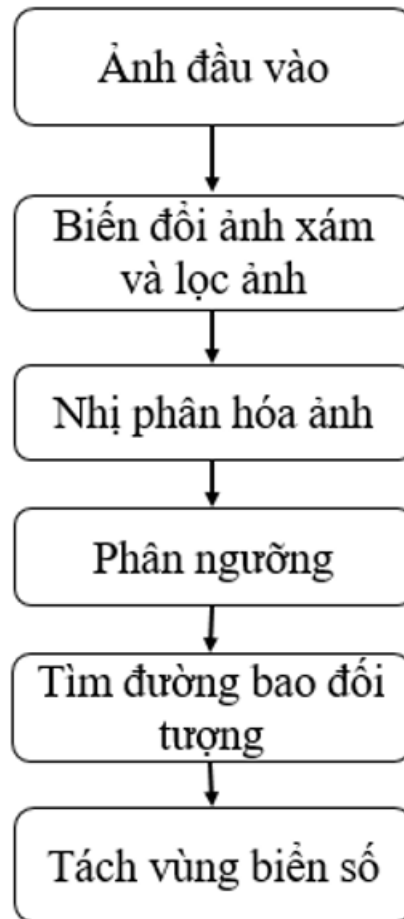 Ảnh đầu vào
Biến đổi ảnh xám
và lọc ảnh
Nhị phân hóa ảnh
Phân ngưỡng
Tìm đường bao đối
tượng
Tách vùng biển số